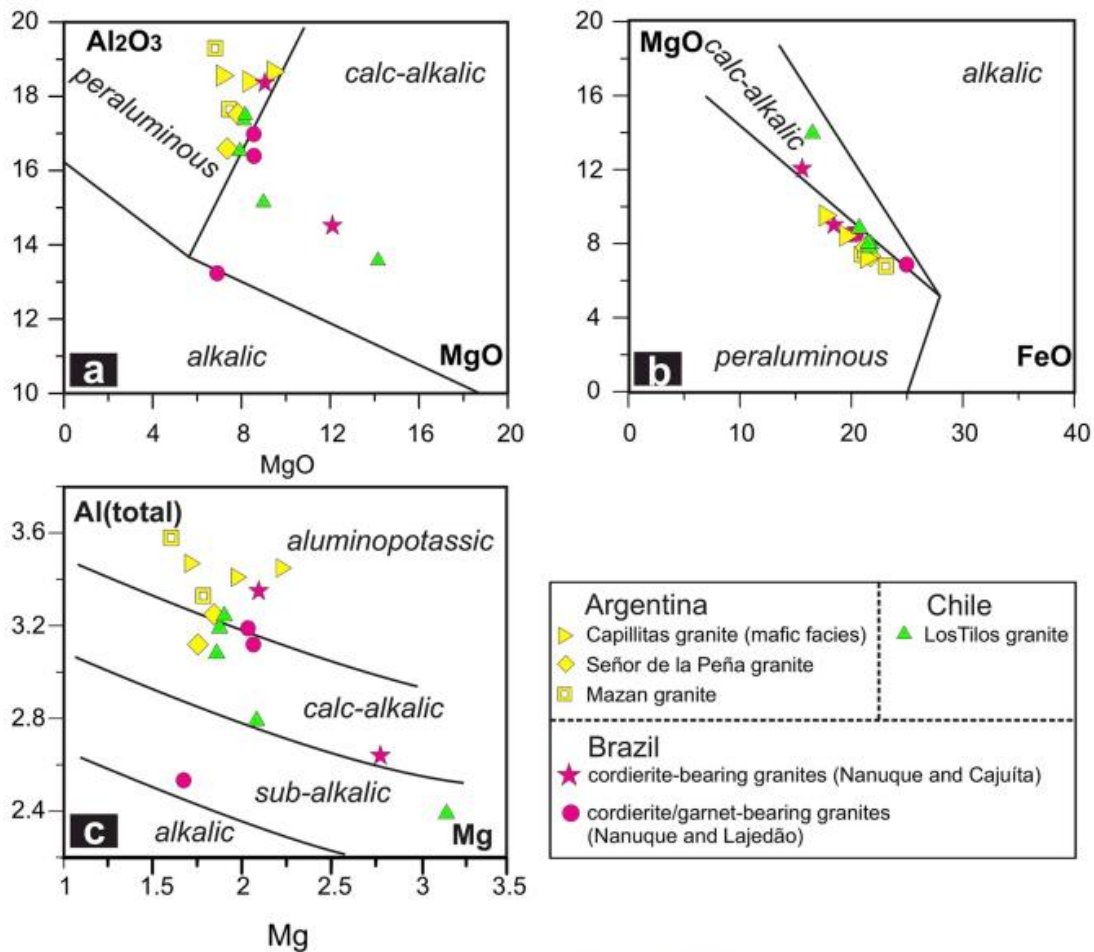 20
18
16
14
12
10
Al2O3
peraluminous
calc-alkalic
alkalic
MgO
a
0
4
8
12
16
20
MgO
20
16
12
8
4
0
MgO
calc-alkalic
alkalic
peraluminous
FeO
b
0
10
20
30
40
3.6
3.2
2.8
2.4
Al(total)
aluminopotassic
calc-alkalic
sub-alkalic
alkalic
Mg
c
1
1.5
2
2.5
3
3.5
Mg
Argentina
Capillitas granite (mafic facies)
Señor de la Peña granite
Mazan granite
Chile
LosTilos granite
Brazil
cordierite-bearing granites (Nanuque and Cajuíta)
cordierite/garnet-bearing granites
(Nanuque and Lajedão)